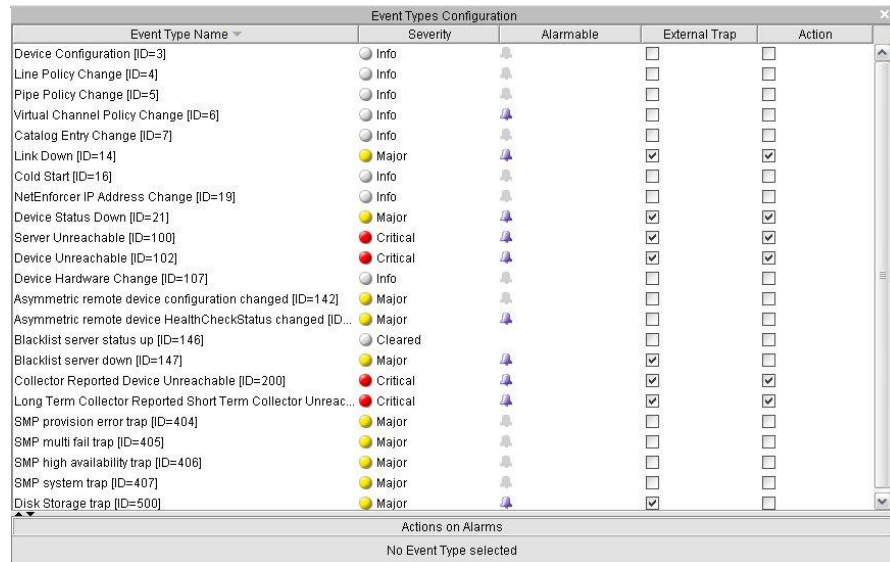 Event Types Configuration
Event Type Name Severity Alarmable External Trap Action
Device Configuration [ID=3] Info
Line Policy Change [ID=4] Info
Pipe Policy Change [ID=5] Info
Virtual Channel Policy Change [ID=6] Info
Catalog Entry Change [ID=7] Info
Link Down [ID=14] Major
Cold Start [ID=16] Info
NetEnforcer IP Address Change [ID=19] Info
Device Status Down [ID=21] Major
Server Unreachable [ID=100] Critical
Device Unreachable [ID=102] Critical
Device Hardware Change [ID=107] Info
Asymmetric remote device configuration changed [ID=142] Major
Asymmetric remote device HealthCheckStatus changed [ID... Major
Blacklist server status up [ID=146] Cleared
Blacklist server down [ID=147] Major
Collector Reported Device Unreachable [ID=200] Critical
Long Term Collector Reported Short Term Collector Unreac... Critical
SMP provision error trap [ID=404] Major
SMP multi fail trap [ID=405] Major
SMP high availability trap [ID=406] Major
SMP system trap [ID=407] Major
Disk Storage trap [ID=500] Major
Actions on Alarms
No Event Type selected